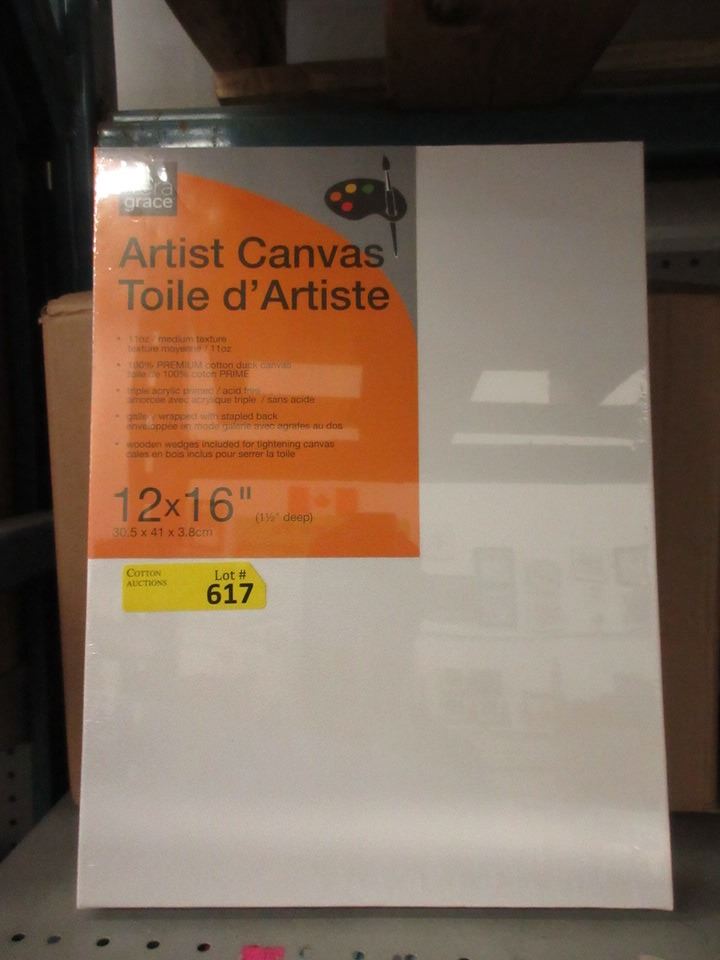 grace
Artist Canvas
Toile d'Artiste
• 11oz / medium texture
texture moyenne / 11oz
• 100% PREMIUM cotton duck canvas
toile de 100% coton PRIME
• triple acrylic primed / acid free
amorcée avec acrylique triple / sans acide
• gallery wrapped with stapled back
enveloppée en mode galerie avec agrafes au dos
• wooden wedges included for tightening canvas
cales en bois inclus pour serrer la toile
12x16" (1½" deep)
30.5 x 41 x 3.8cm
COTTON AUCTIONS
Lot #
617